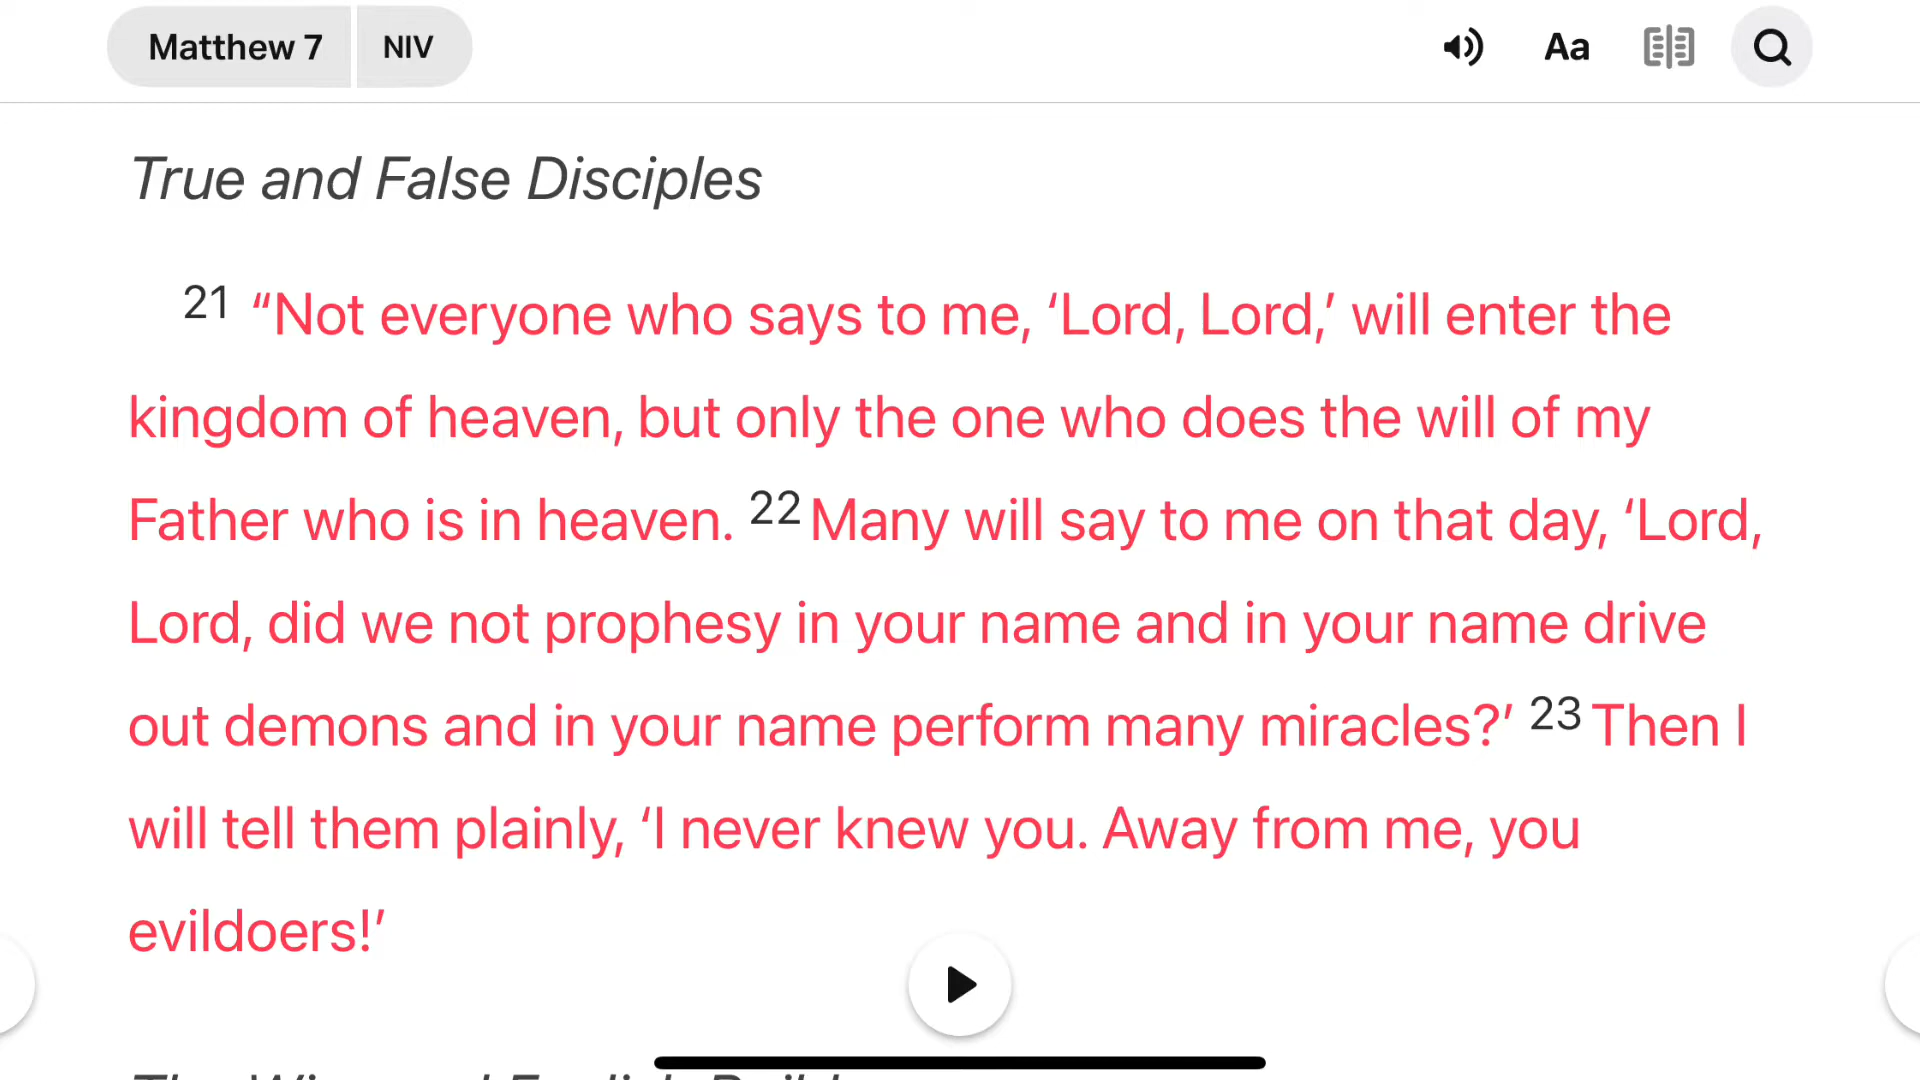 Matthew 7 NIV Aa
True and False Disciples
21 “Not everyone who says to me, ‘Lord, Lord,’ will enter the
kingdom of heaven, but only the one who does the will of my
Father who is in heaven. 22 Many will say to me on that day, ‘Lord,
Lord, did we not prophesy in your name and in your name drive
out demons and in your name perform many miracles?’ 23 Then I
will tell them plainly, ‘I never knew you. Away from me, you
evildoers!’